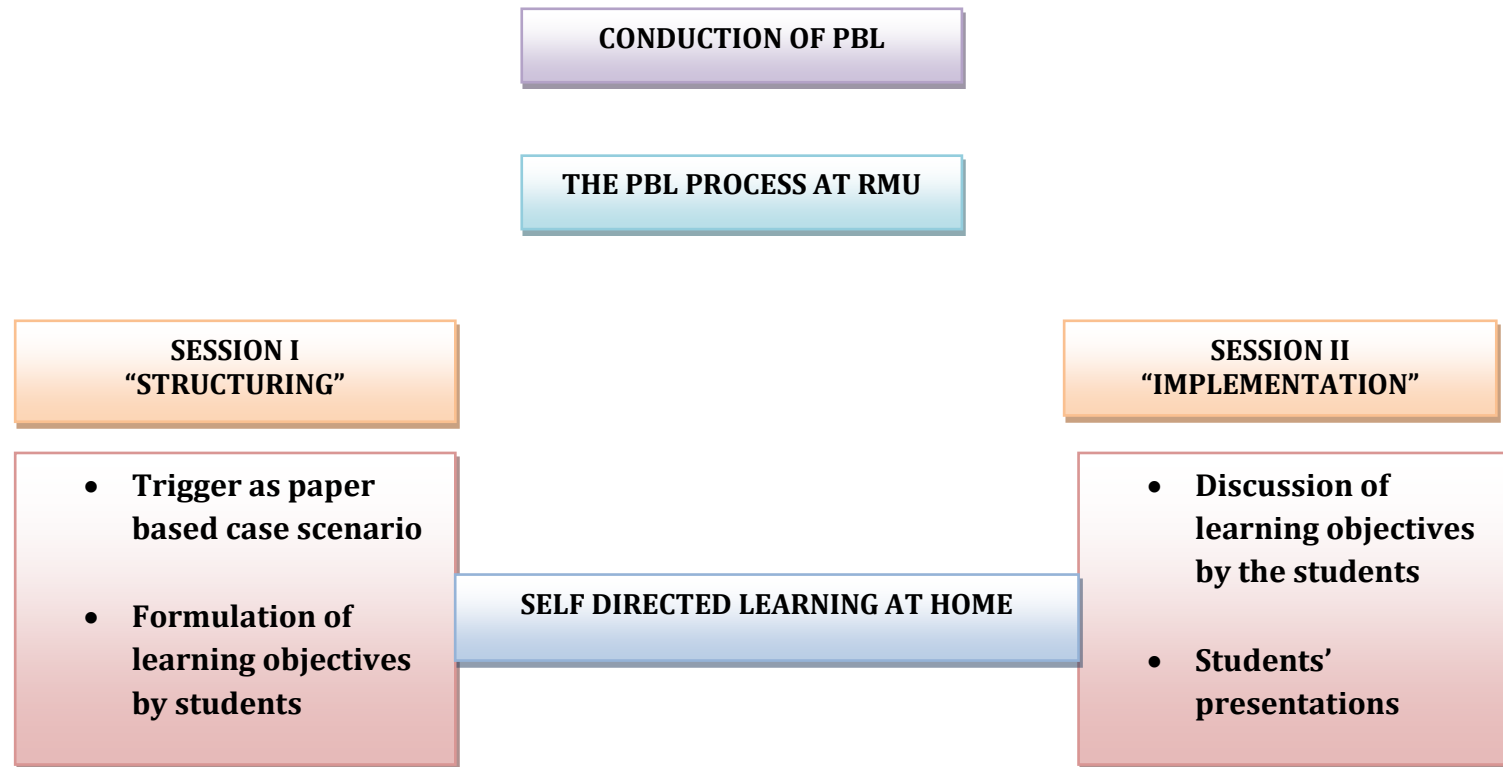 CONDUCTION OF PBL
THE PBL PROCESS AT RMU
SESSION I
“STRUCTURING”
• Trigger as paper
based case scenario
• Formulation of
learning objectives
by students
SELF DIRECTED LEARNING AT HOME
SESSION II
“IMPLEMENTATION”
• Discussion of
learning objectives
by the students
• Students’
presentations